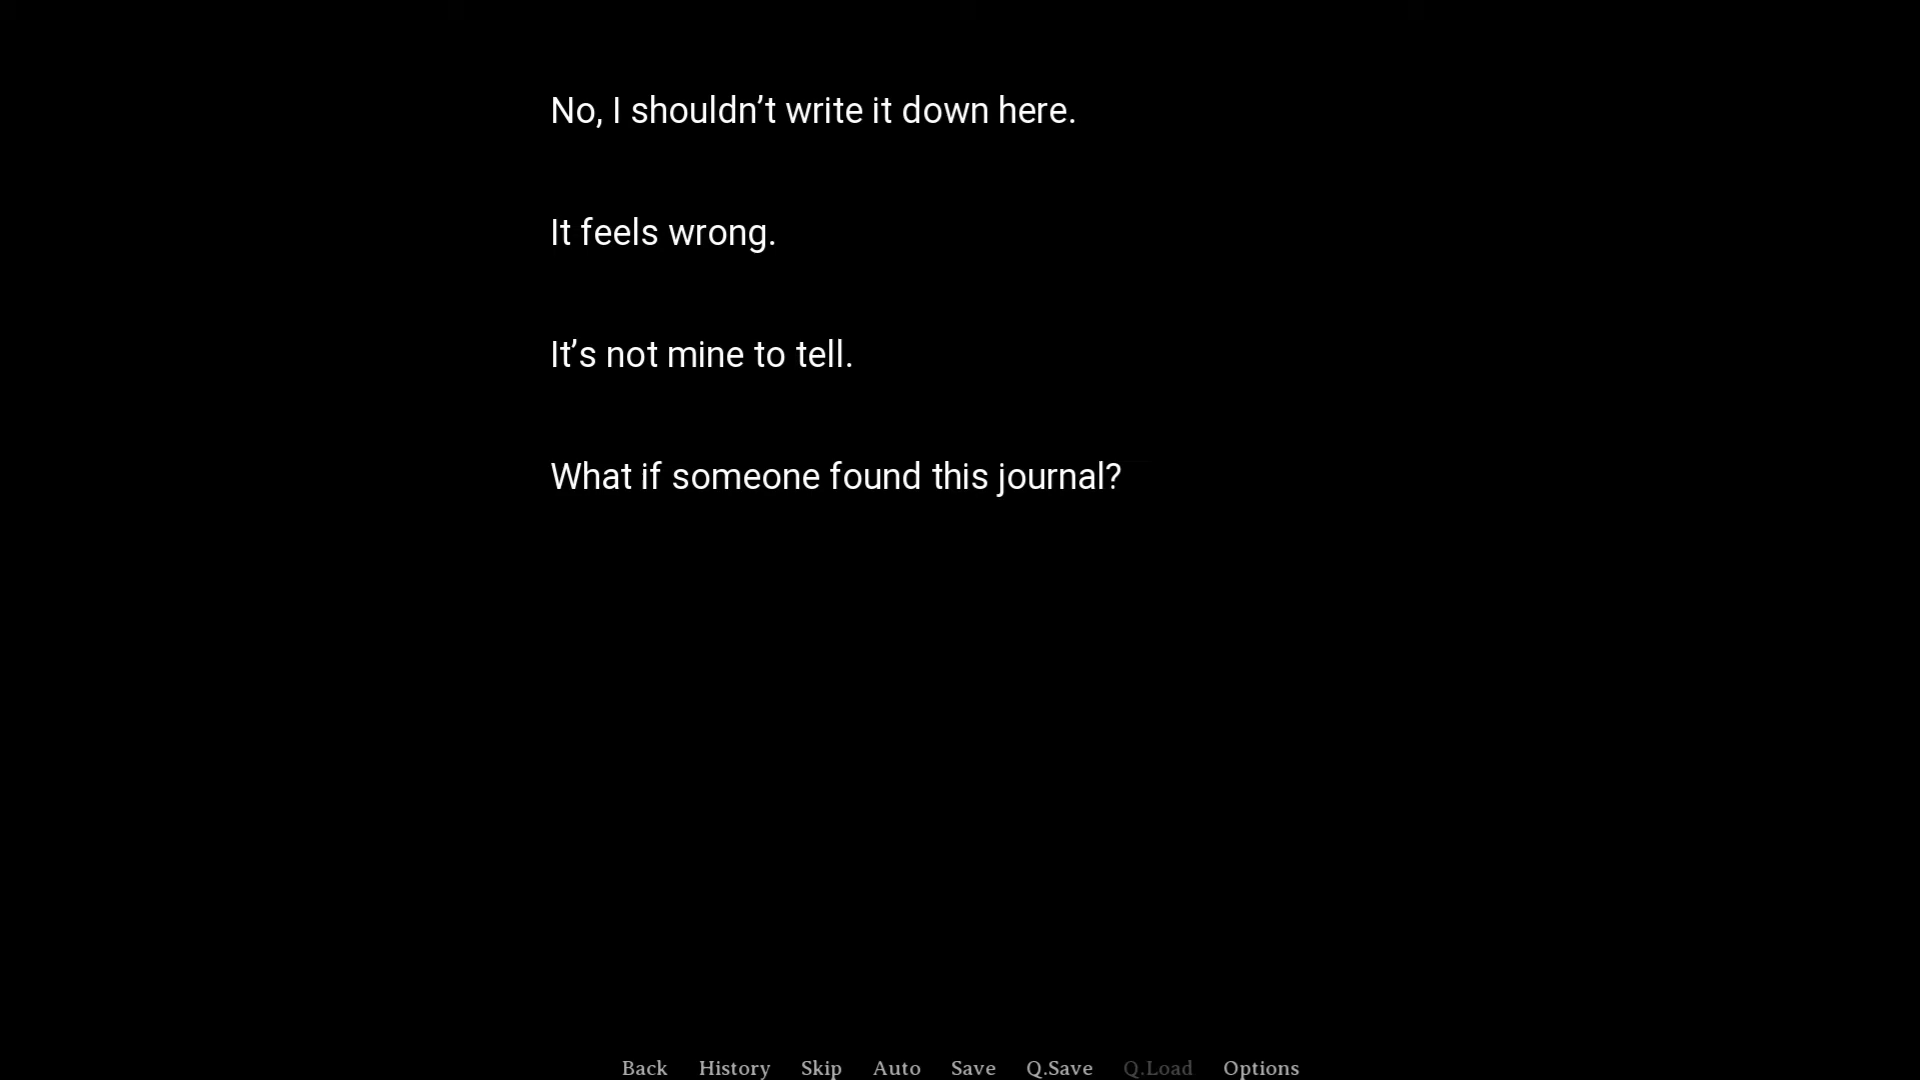 No, I shouldn’t write it down here.
It feels wrong.
It’s not mine to tell.
What if someone found this journal?
Back History Skip Auto Save Q.Save Q.Load Options